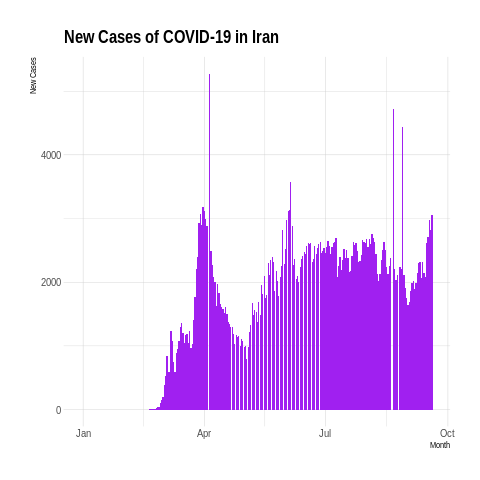 New Cases of COVID-19 in Iran
New Cases
4000
2000
0
Jan Apr Jul Oct
Month